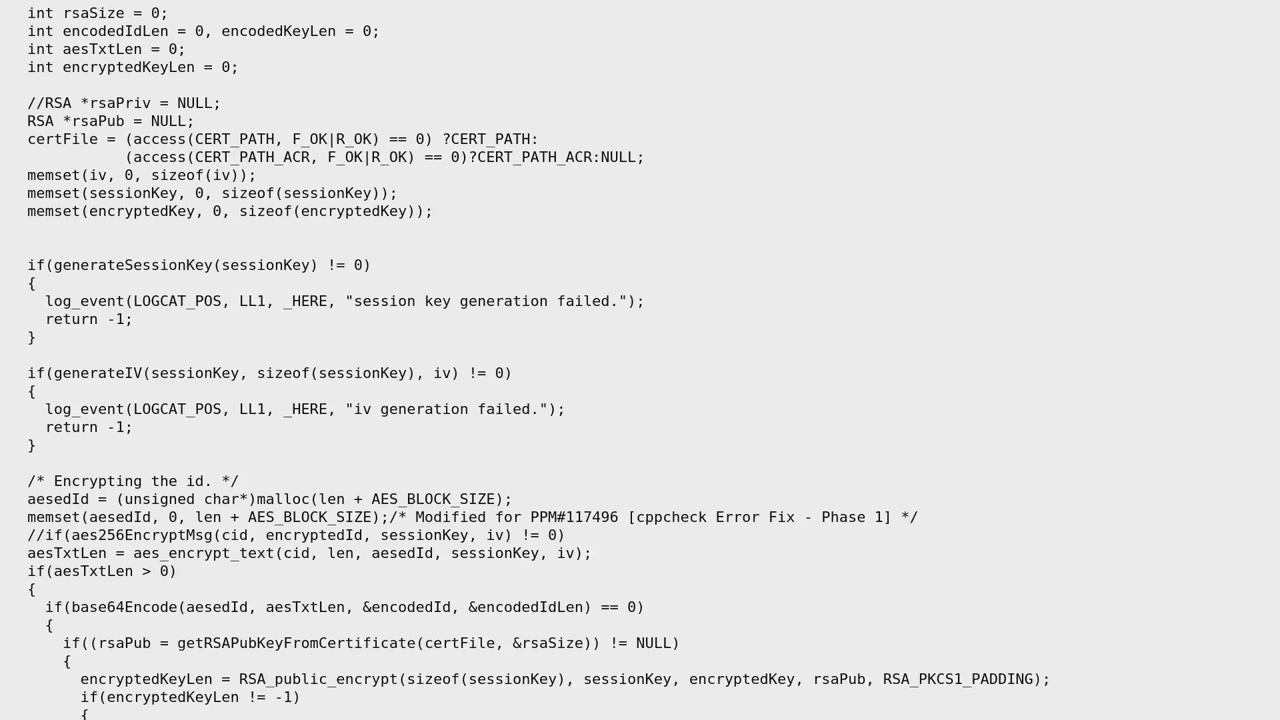 int rsaSize = 0;
int encodedIdLen = 0, encodedKeyLen = 0;
int aesTxtLen = 0;
int encryptedKeyLen = 0;
//RSA *rsaPriv = NULL;
RSA *rsaPub = NULL;
certFile = (access(CERT_PATH, F_OK|R_OK) == 0) ?CERT_PATH:
(access(CERT_PATH_ACR, F_OK|R_OK) == 0)?CERT_PATH_ACR:NULL;
memset(iv, 0, sizeof(iv));
memset(sessionKey, 0, sizeof(sessionKey));
memset(encryptedKey, 0, sizeof(encryptedKey));
if(generateSessionKey(sessionKey) != 0)
{
log_event(LOGCAT_POS, LL1, _HERE, "session key generation failed.");
return -1;
}
if(generateIV(sessionKey, sizeof(sessionKey), iv) != 0)
{
log_event(LOGCAT_POS, LL1, _HERE, "iv generation failed.");
return -1;
}
/* Encrypting the id. */
aesedId = (unsigned char*)malloc(len + AES_BLOCK_SIZE);
memset(aesedId, 0, len + AES_BLOCK_SIZE);/* Modified for PPM#117496 [cppcheck Error Fix - Phase 1] */
//if(aes256EncryptMsg(cid, encryptedId, sessionKey, iv) != 0)
aesTxtLen = aes_encrypt_text(cid, len, aesedId, sessionKey, iv);
if(aesTxtLen > 0)
{
if(base64Encode(aesedId, aesTxtLen, &encodedId, &encodedIdLen) == 0)
{
if((rsaPub = getRSAPubKeyFromCertificate(certFile, &rsaSize)) != NULL)
{
encryptedKeyLen = RSA_public_encrypt(sizeof(sessionKey), sessionKey, encryptedKey, rsaPub, RSA_PKCS1_PADDING);
if(encryptedKeyLen != -1)
{